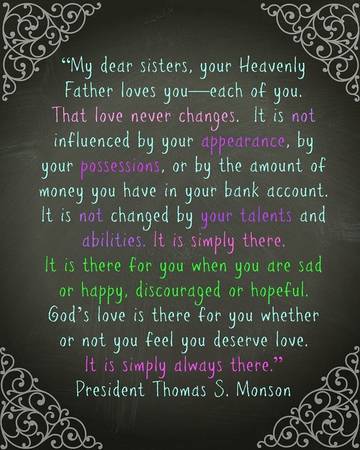 “My dear sisters, your Heavenly
Father loves you—each of you.
That love never changes. It is not
influenced by your appearance, by
your possessions, or by the amount of
money you have in your bank account.
It is not changed by your talents and
abilities. It is simply there.
It is there for you when you are sad
or happy, discouraged or hopeful.
God’s love is there for you whether
or not you feel you deserve love.
It is simply always there.”
President Thomas S. Monson